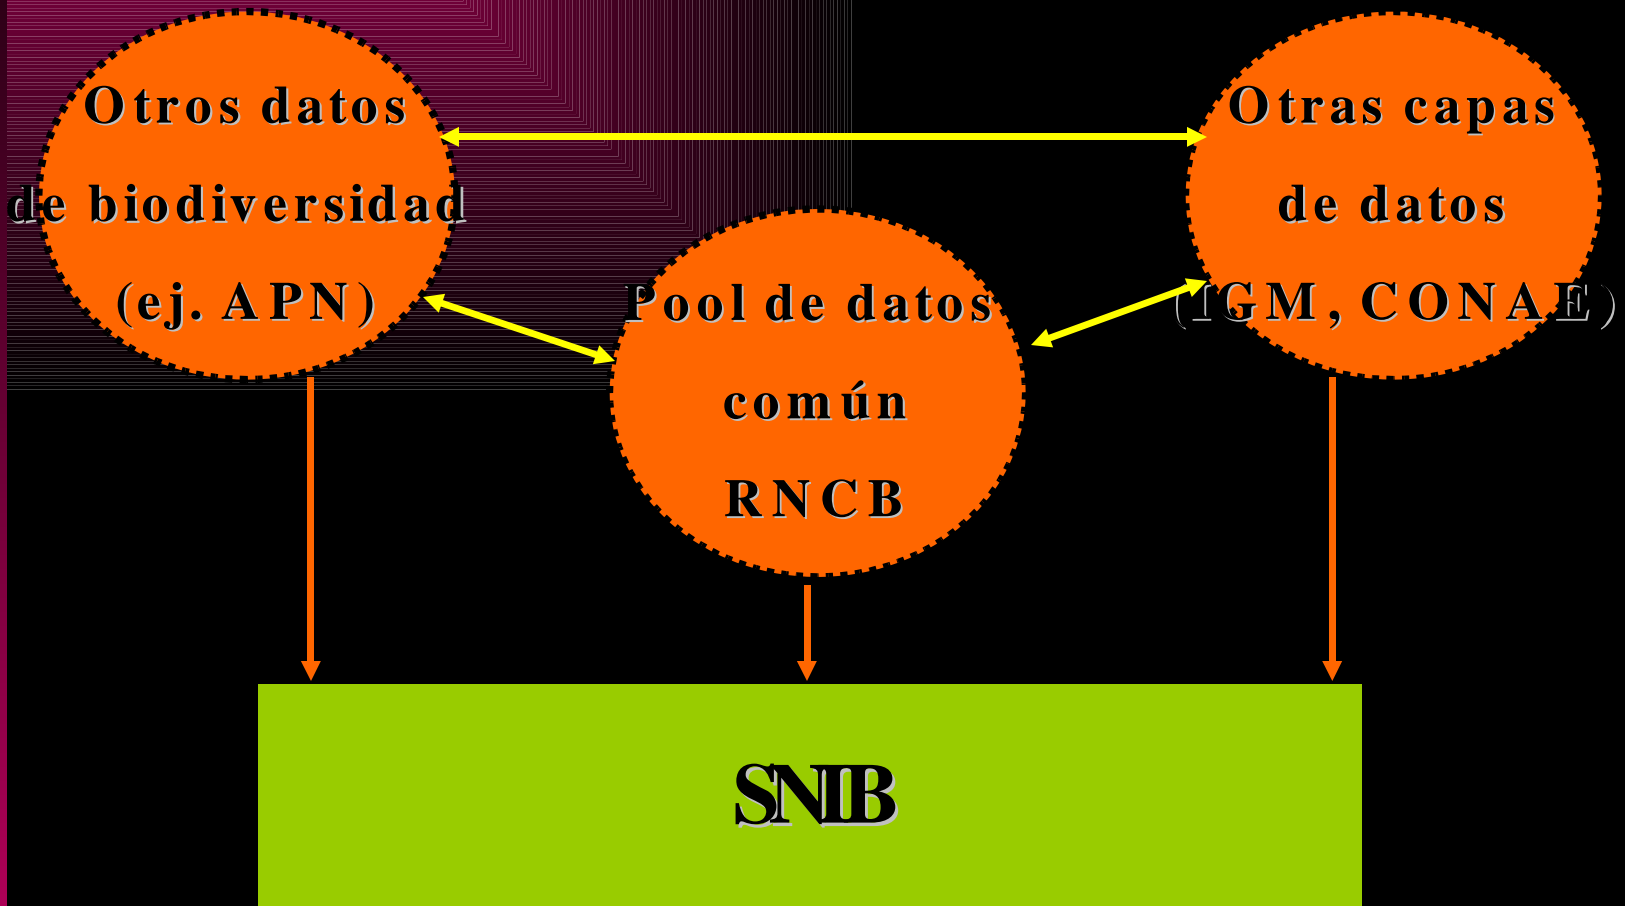 Otros datos
de biodiversidad
(ej. APN)
Otras capas
de datos
(IGM, CONAE)
Pool de datos
común
RNCB
SNIB